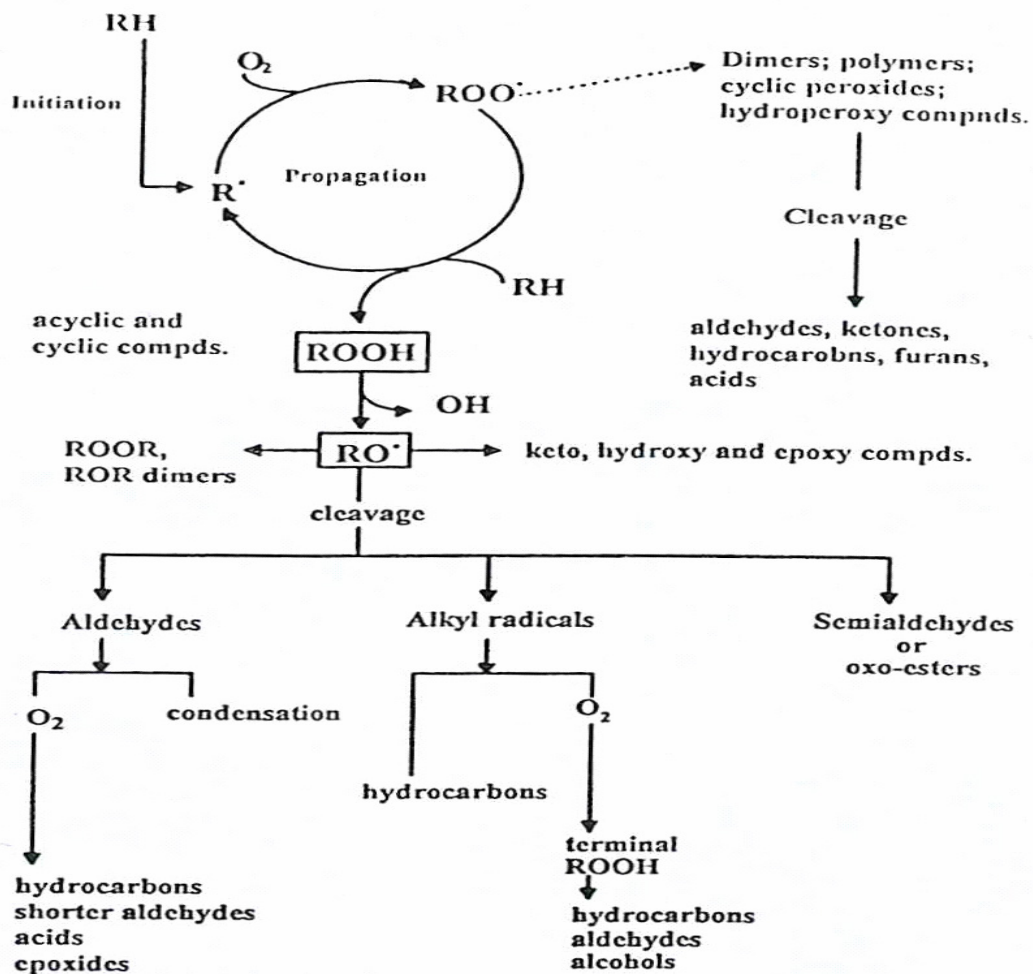 RH
O₂
Initiation
ROO·
Dimers; polymers;
cyclic peroxides;
hydroperoxy compnds.
R·
Propagation
Cleavage
RH
acyclic and
cyclic compds.
ROOH
aldehydes, ketones,
hydrocarobns, furans,
acids
OH
ROOR,
ROR dimers
RO·
keto, hydroxy and epoxy compds.
cleavage
Aldehydes
Alkyl radicals
Semialdehydes
or
oxo-esters
O₂
condensation
O₂
hydrocarbons
terminal
ROOH
hydrocarbons
shorter aldehydes
acids
epoxides
hydrocarbons
aldehydes
alcohols